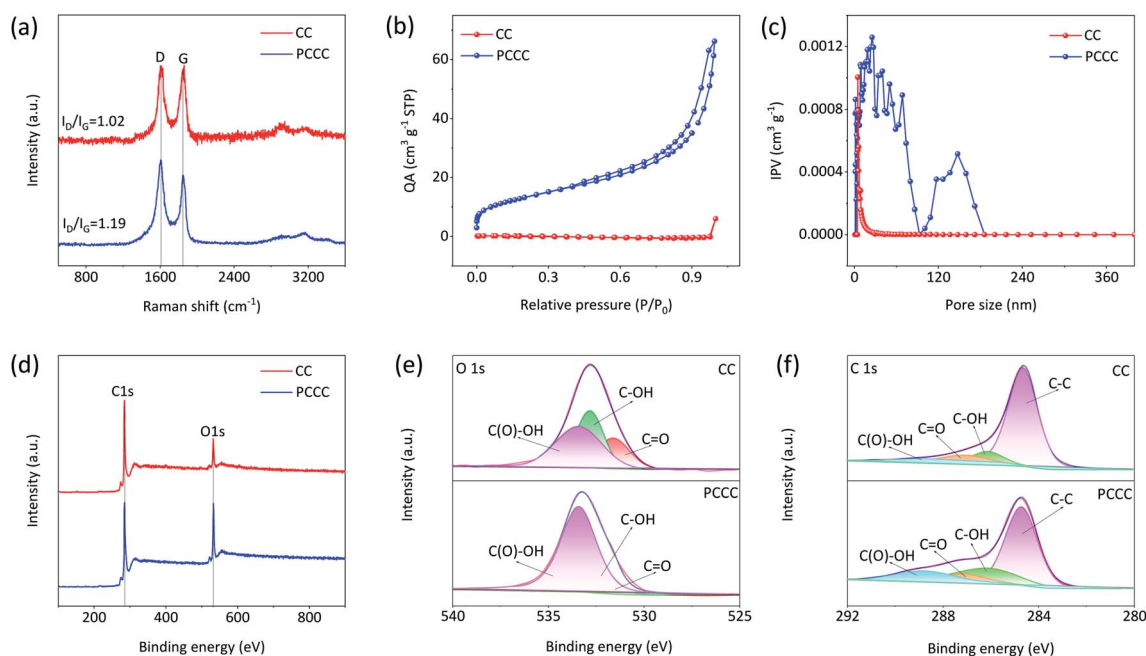 (a)
CC
PCCC
D
G
I_D/I_G=1.02
I_D/I_G=1.19
Intensity (a.u.)
800 1600 2400 3200
Raman shift (cm⁻¹)
(b)
CC
PCCC
60
40
20
0
QA (cm³ g⁻¹ STP)
0.0 0.3 0.6 0.9
Relative pressure (P/P₀)
(c)
CC
PCCC
0.0012
0.0008
0.0004
0.0000
IPV (cm³ g⁻¹)
0 120 240 360
Pore size (nm)
(d)
CC
PCCC
C1s
O1s
Intensity (a.u.)
200 400 600 800
Binding energy (eV)
(e)
O 1s
CC
C-OH
C(O)-OH
C=O
PCCC
C-OH
C(O)-OH
C=O
Intensity (a.u.)
540 535 530 525
Binding energy (eV)
(f)
C 1s
CC
C-C
C-OH
C=O
C(O)-OH
PCCC
C-C
C-OH
C=O
C(O)-OH
Intensity (a.u.)
292 288 284 280
Binding energy (eV)